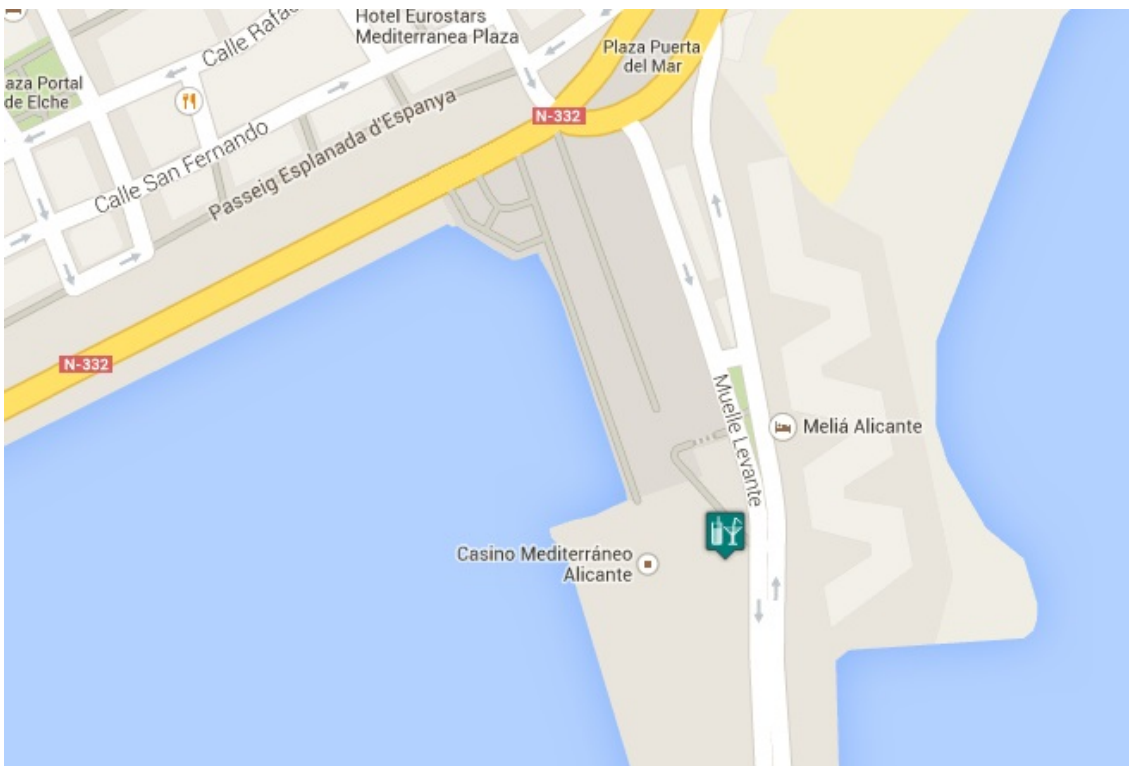 Hotel Eurostars
Mediterranea Plaza
Calle Rafae
Plaza Puerta
del Mar
aza Portal
de Elche
N-332
Passeig Esplanada d'Espanya
Calle San Fernando
N-332
Muelle Levante
Meliá Alicante
Casino Mediterráneo
Alicante